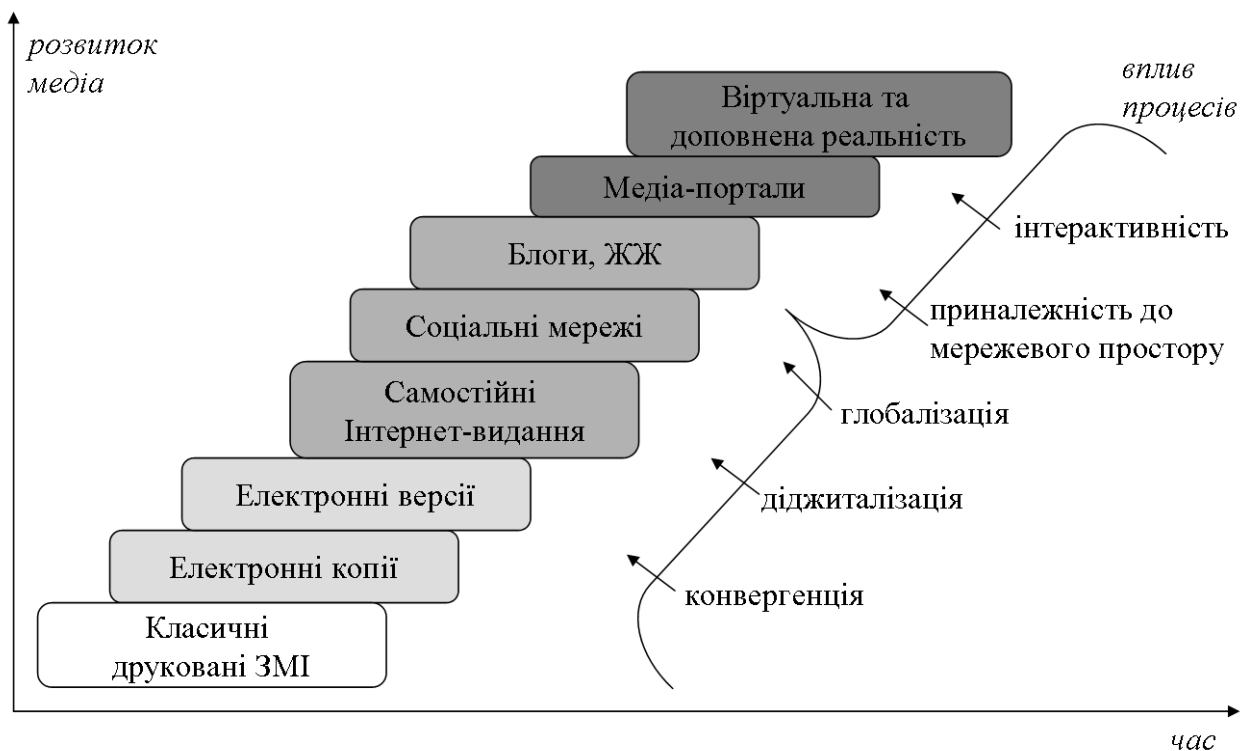 розвиток
медіа
вплив
процесів
Віртуальна та
доповнена реальність
Медіа-портали
інтерактивність
Блоги, ЖЖ
приналежність до
мережевого простору
Соціальні мережі
Самостійні
Інтернет-видання
глобалізація
Електронні версії
діджиталізація
Електронні копії
конвергенція
Класичні
друковані ЗМІ
час